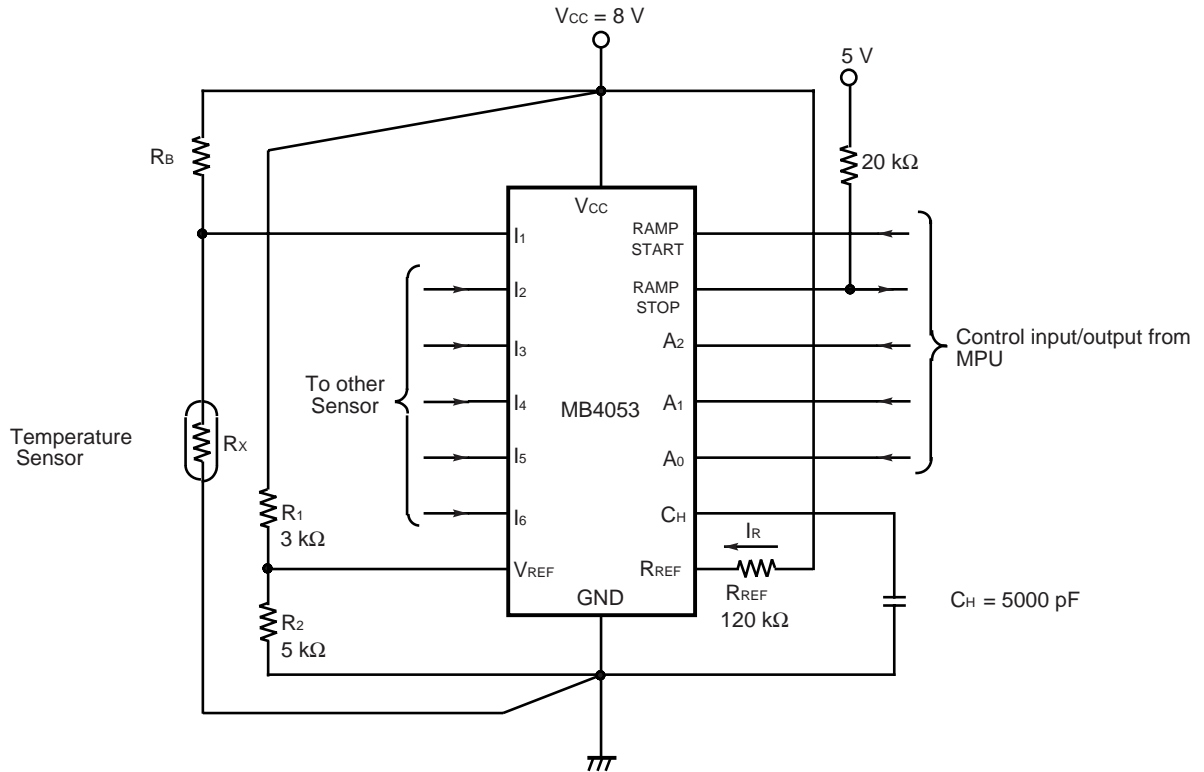 VCC = 8 V
5 V
RB
20 kΩ
VCC
I1
RAMP
START
I2
RAMP
STOP
I3
A2
Control input/output from
MPU
To other
Sensor
I4
MB4053
A1
Temperature
Sensor
RX
I5
A0
I6
CH
R1
3 kΩ
IR
VREF
RREF
GND
RREF
120 kΩ
CH = 5000 pF
R2
5 kΩ